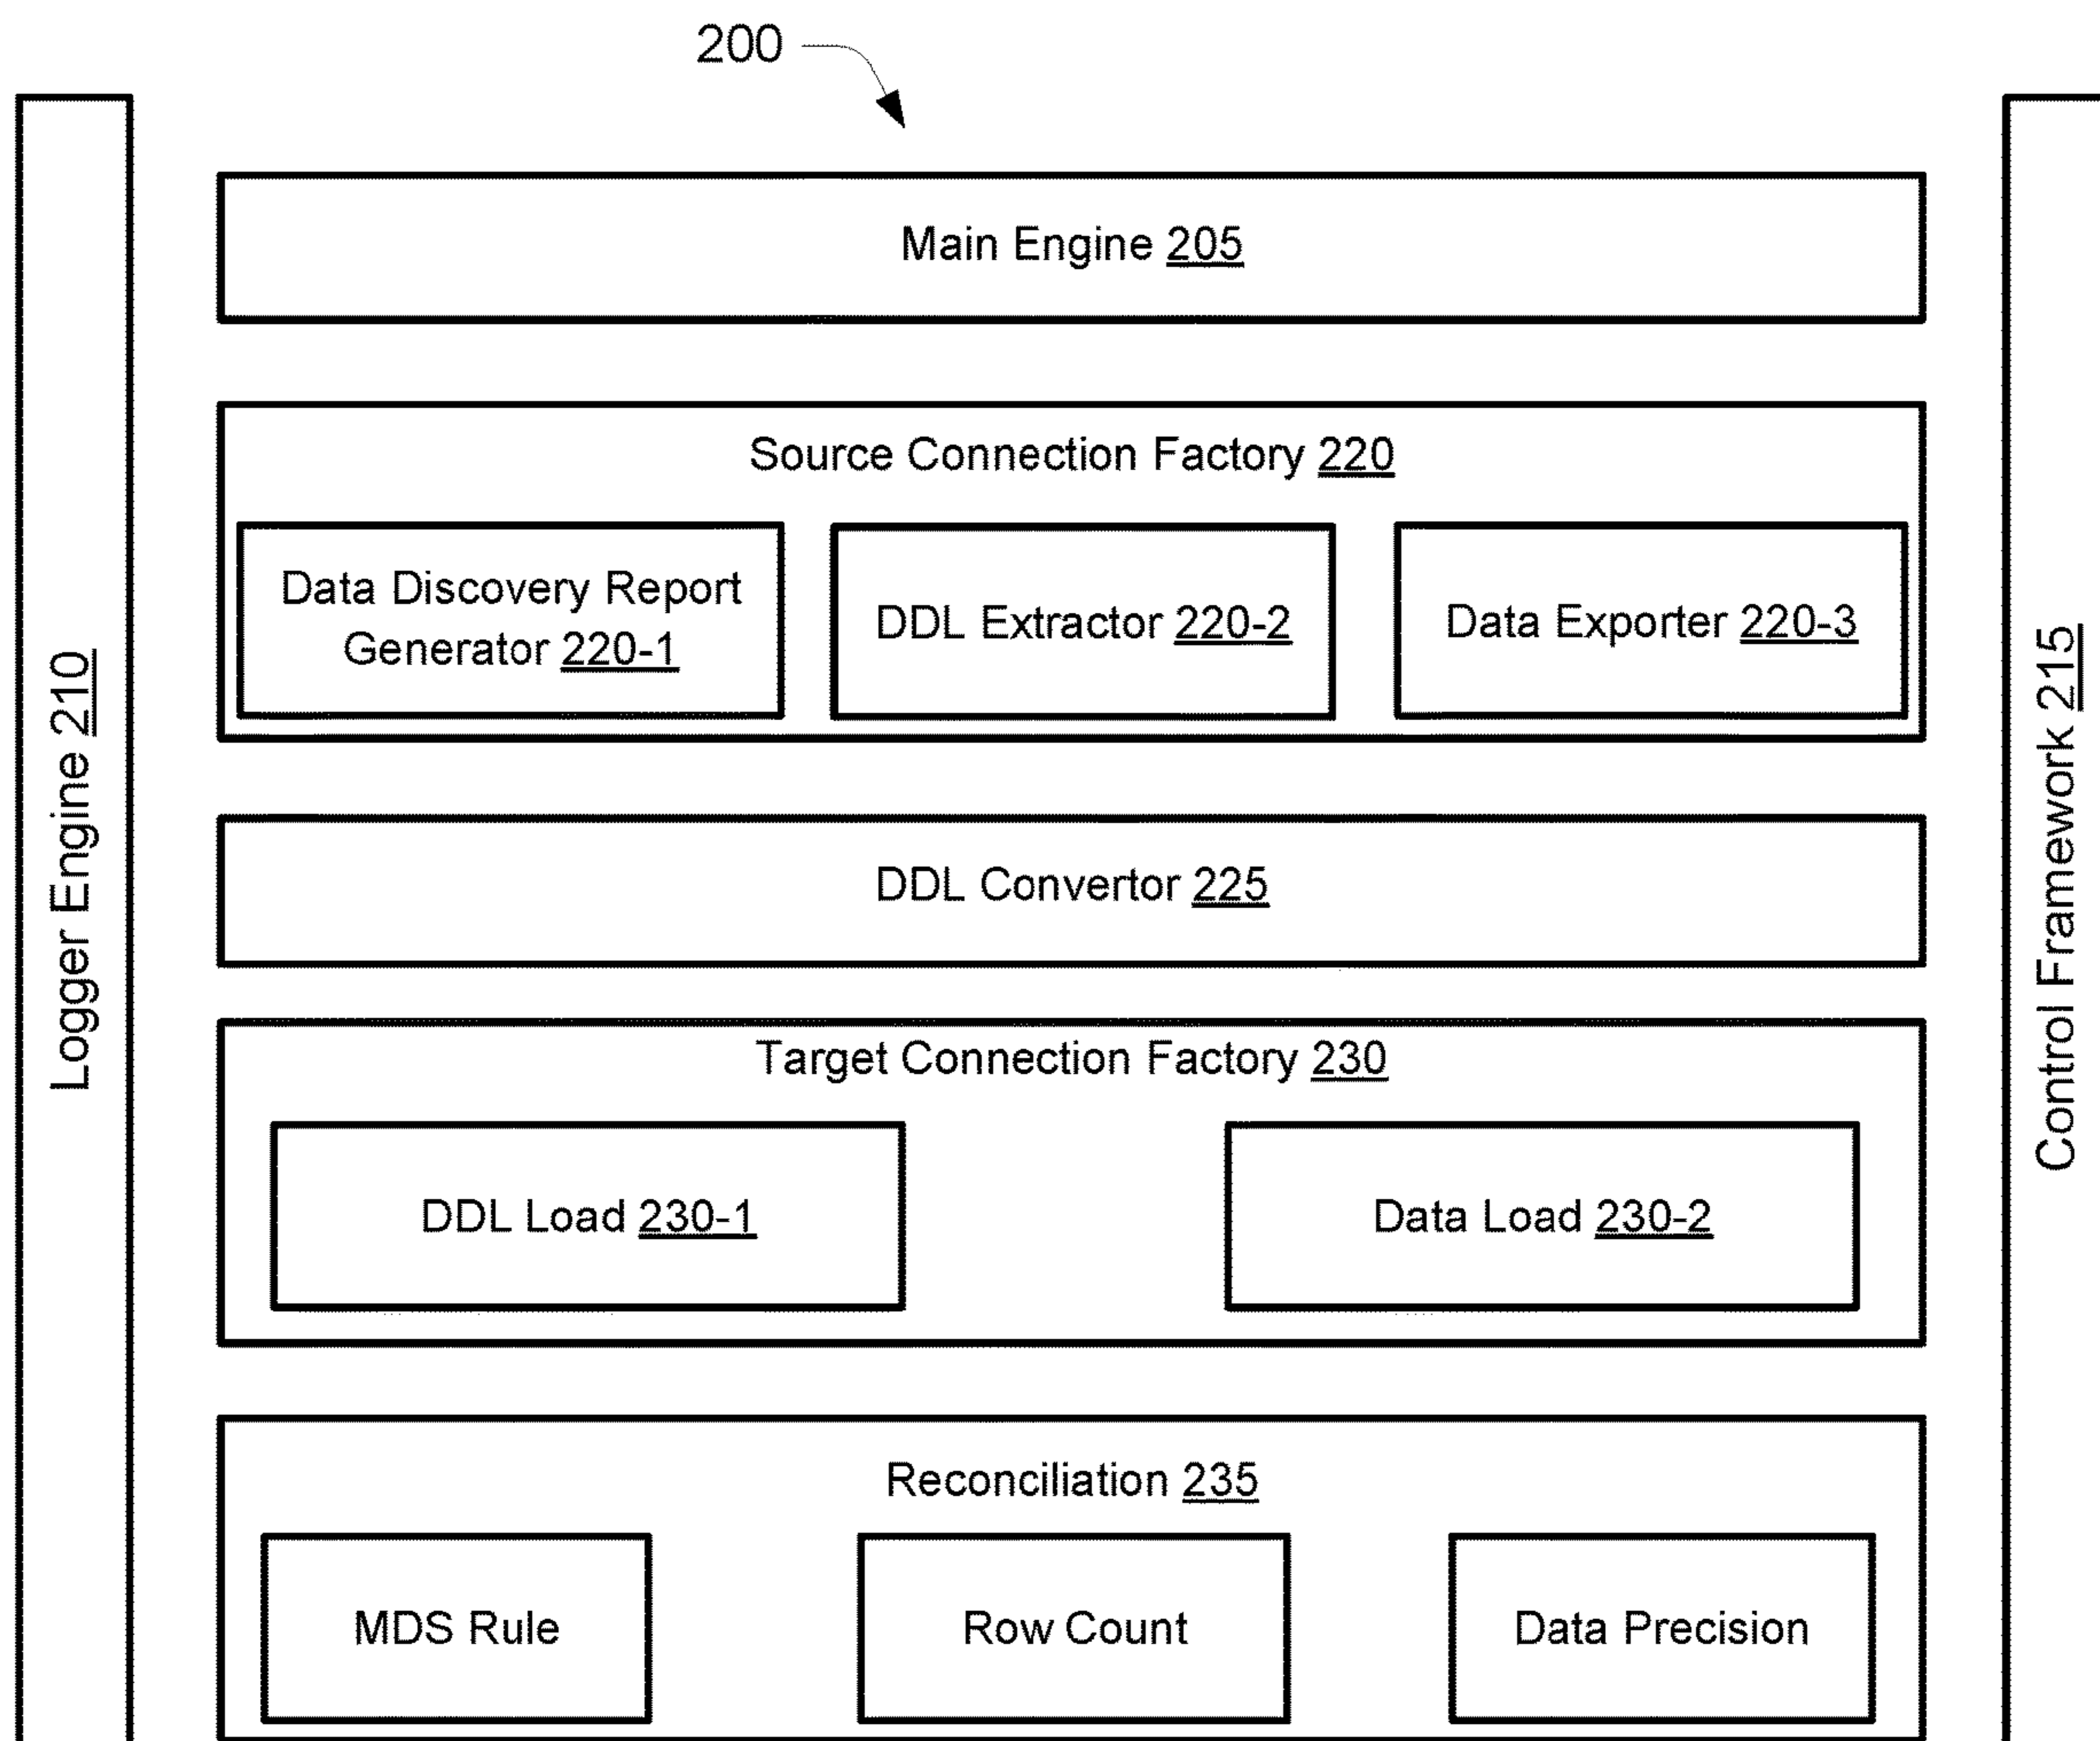 200
Main Engine 205
Source Connection Factory 220
Data Discovery Report
Generator 220-1
DDL Extractor 220-2
Data Exporter 220-3
DDL Convertor 225
Target Connection Factory 230
DDL Load 230-1
Data Load 230-2
Reconciliation 235
MDS Rule
Row Count
Data Precision
Logger Engine 210
Control Framework 215